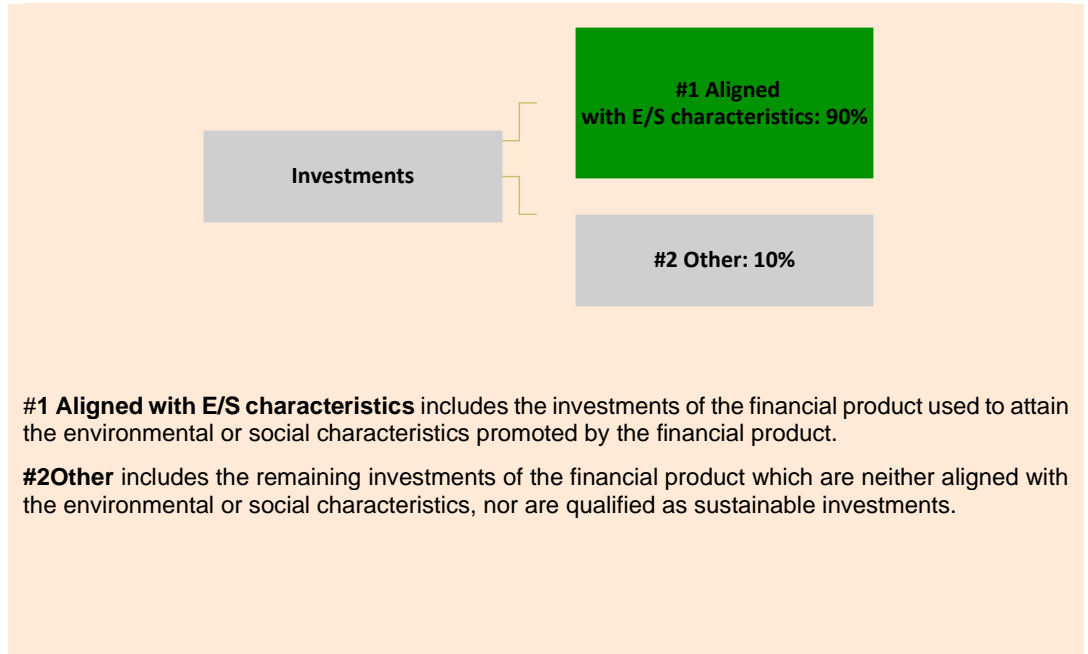 #1 Aligned
with E/S characteristics: 90%
Investments
#2 Other: 10%
#1 Aligned with E/S characteristics includes the investments of the financial product used to attain
the environmental or social characteristics promoted by the financial product.
#2Other includes the remaining investments of the financial product which are neither aligned with
the environmental or social characteristics, nor are qualified as sustainable investments.